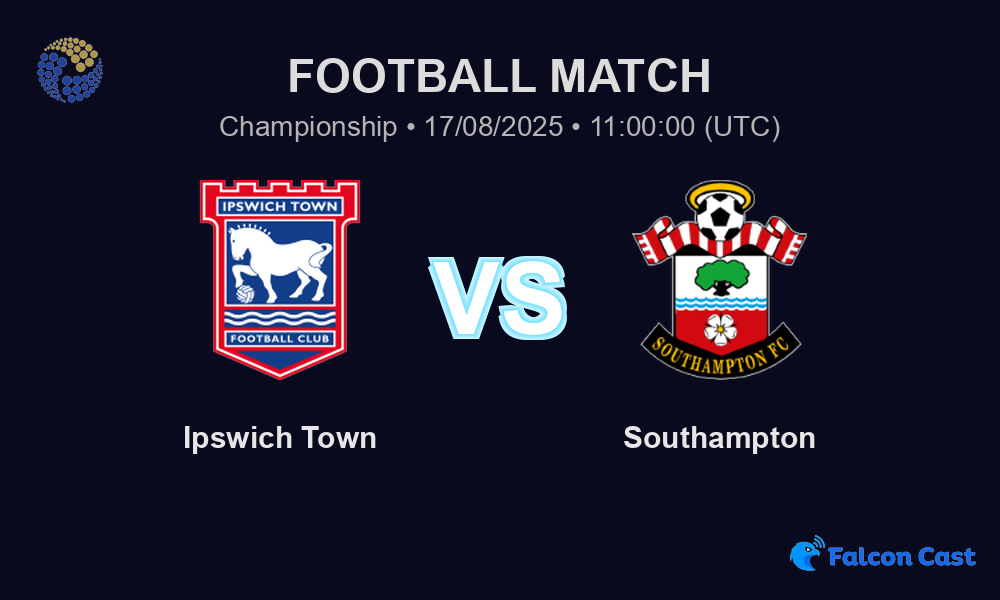 FOOTBALL MATCH
Championship • 17/08/2025 • 11:00:00 (UTC)
IPSWICH TOWN
FOOTBALL CLUB
VS
SOUTHAMPTON FC
Ipswich Town
Southampton
Falcon Cast